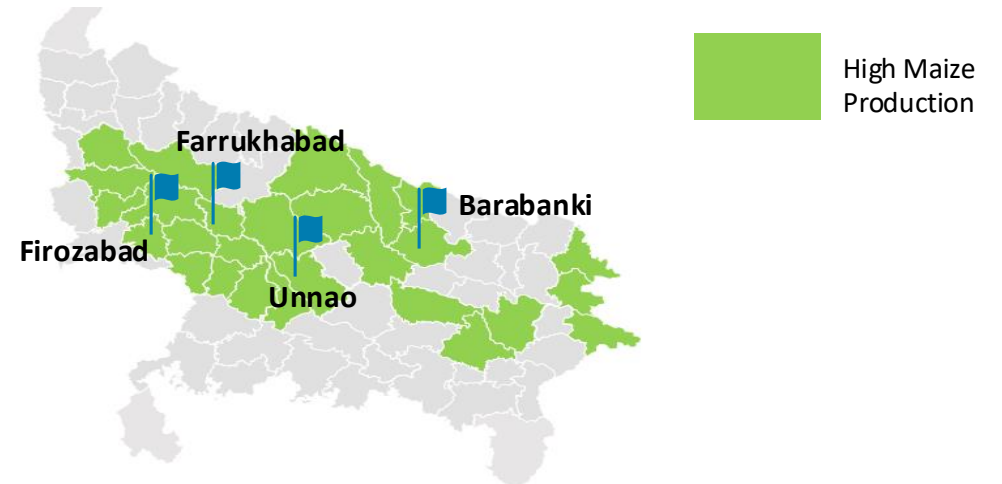 High Maize
Production
Farrukhabad
Barabanki
Firozabad
Unnao